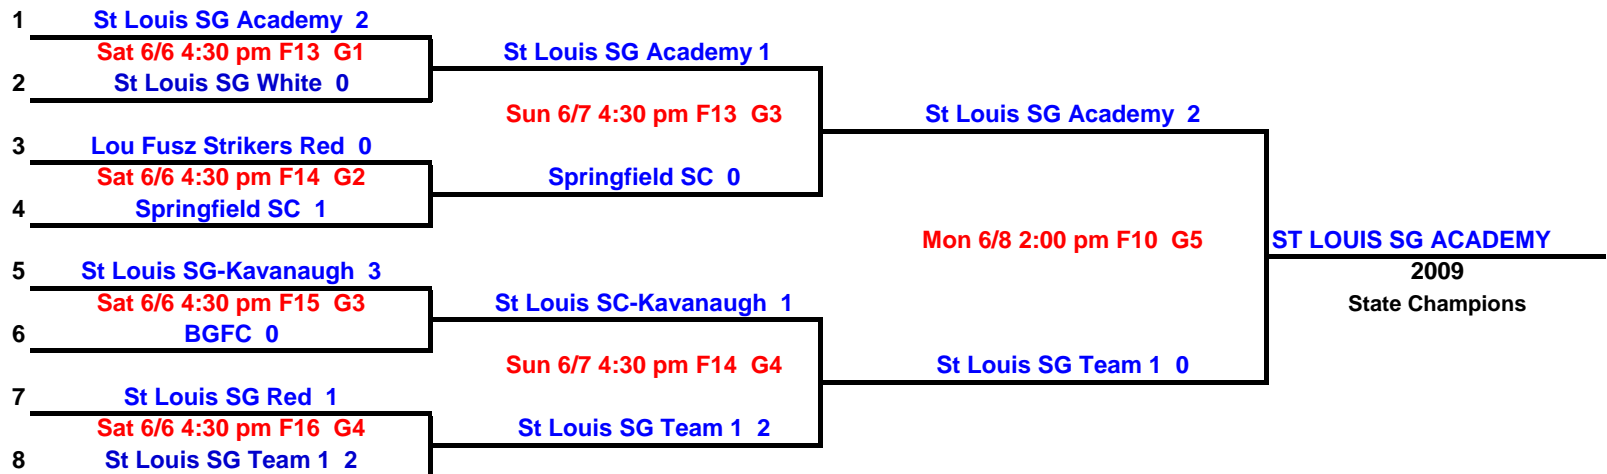 1 St Louis SG Academy 2
Sat 6/6 4:30 pm F13 G1
2 St Louis SG White 0
St Louis SG Academy 1
Sun 6/7 4:30 pm F13 G3
3 Lou Fusz Strikers Red 0
Sat 6/6 4:30 pm F14 G2
4 Springfield SC 1
Springfield SC 0
St Louis SG Academy 2
Mon 6/8 2:00 pm F10 G5
5 St Louis SG-Kavanaugh 3
Sat 6/6 4:30 pm F15 G3
6 BGFC 0
St Louis SC-Kavanaugh 1
Sun 6/7 4:30 pm F14 G4
7 St Louis SG Red 1
Sat 6/6 4:30 pm F16 G4
8 St Louis SG Team 1 2
St Louis SG Team 1 2
St Louis SG Team 1 0
ST LOUIS SG ACADEMY
2009
State Champions